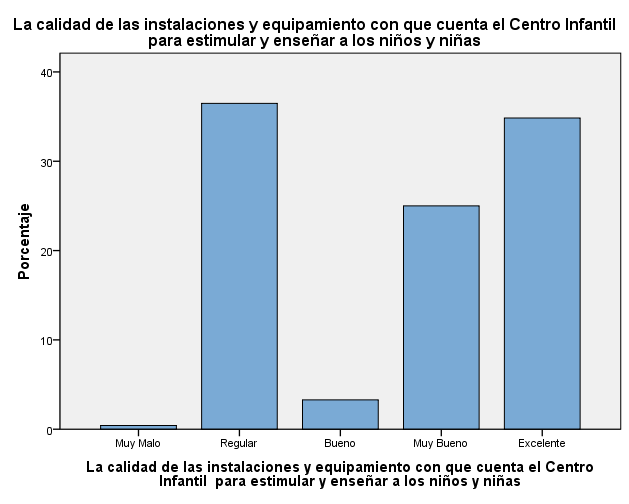 La calidad de las instalaciones y equipamiento con que cuenta el Centro Infantil
para estimular y enseñar a los niños y niñas
Porcentaje
40
30
20
10
0
Muy Malo
Regular
Bueno
Muy Bueno
Excelente
La calidad de las instalaciones y equipamiento con que cuenta el Centro
Infantil  para estimular y enseñar a los niños y niñas